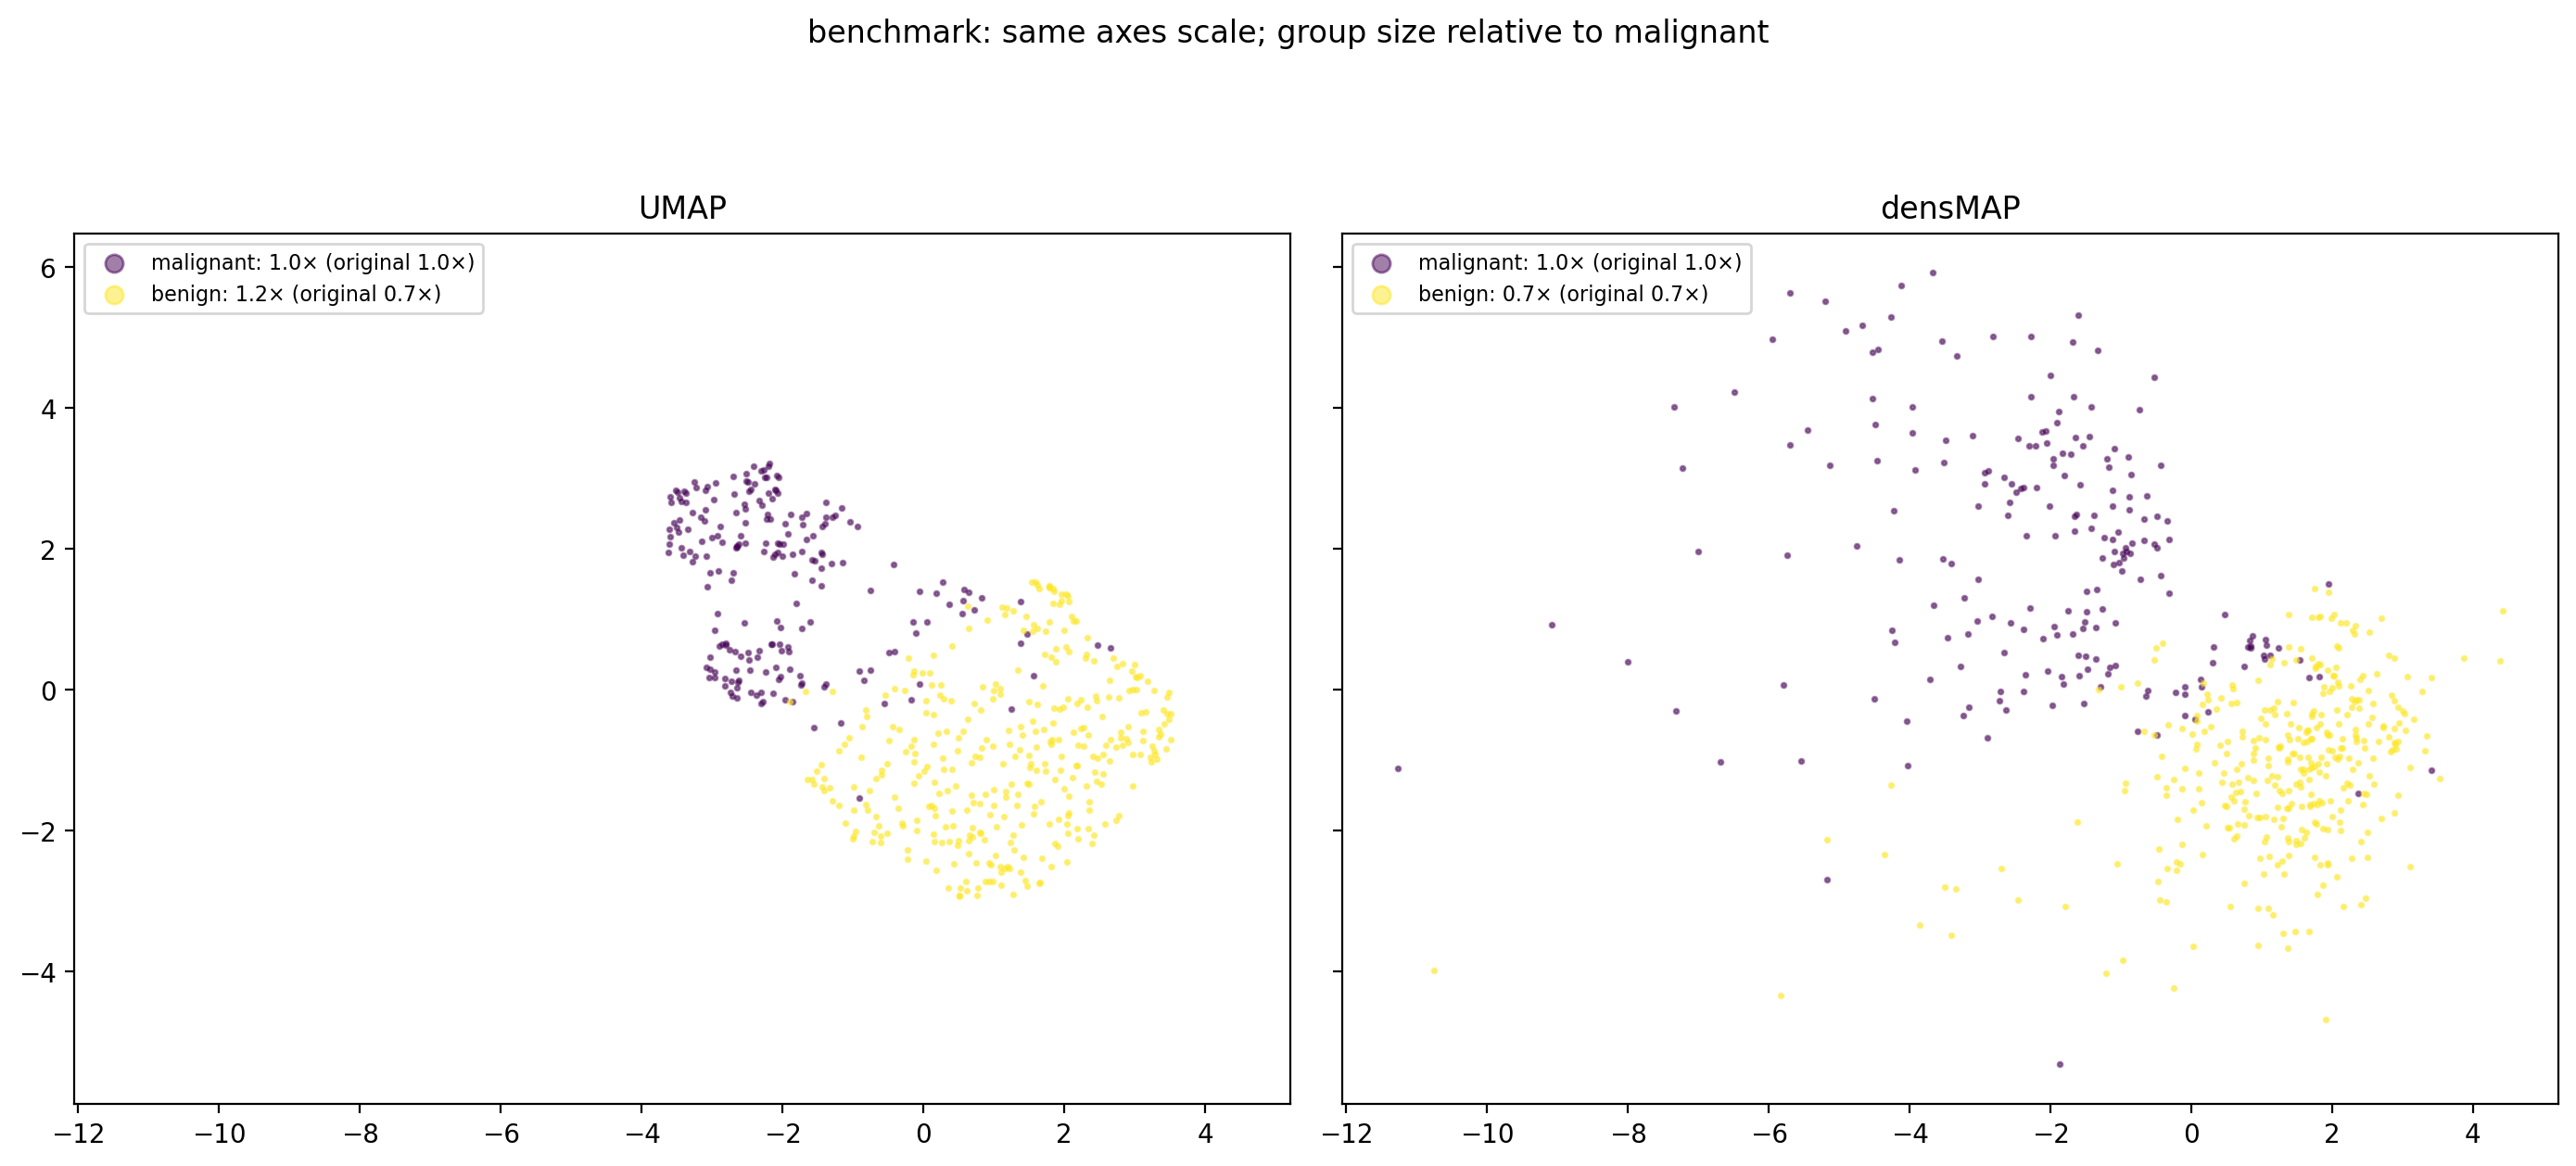 benchmark: same axes scale; group size relative to malignant
UMAP
malignant: 1.0× (original 1.0×)
benign: 1.2× (original 0.7×)
6
4
2
0
−2
−4
−12 −10 −8 −6 −4 −2 0 2 4
densMAP
malignant: 1.0× (original 1.0×)
benign: 0.7× (original 0.7×)
−12 −10 −8 −6 −4 −2 0 2 4